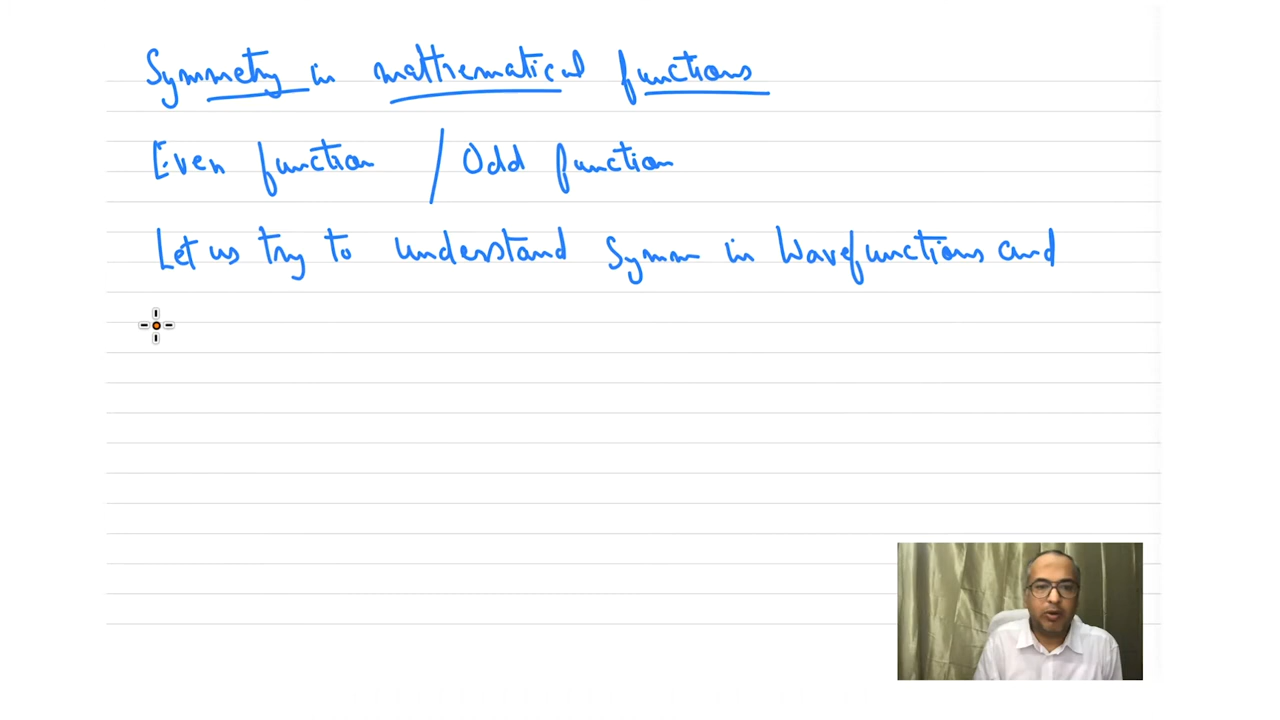 Symmetry in mathematical functions
Even function / Odd function
Let us try to understand Symm in Wavefunctions and